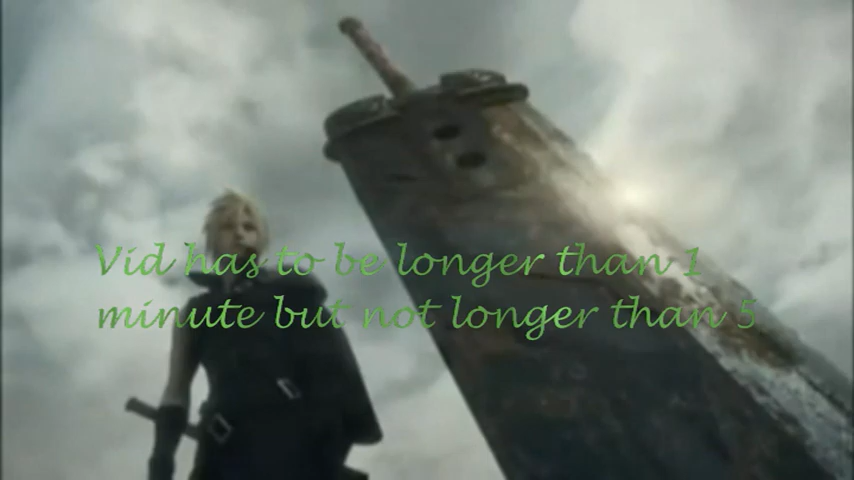 Vid has to be longer than 1
minute but not longer than 5